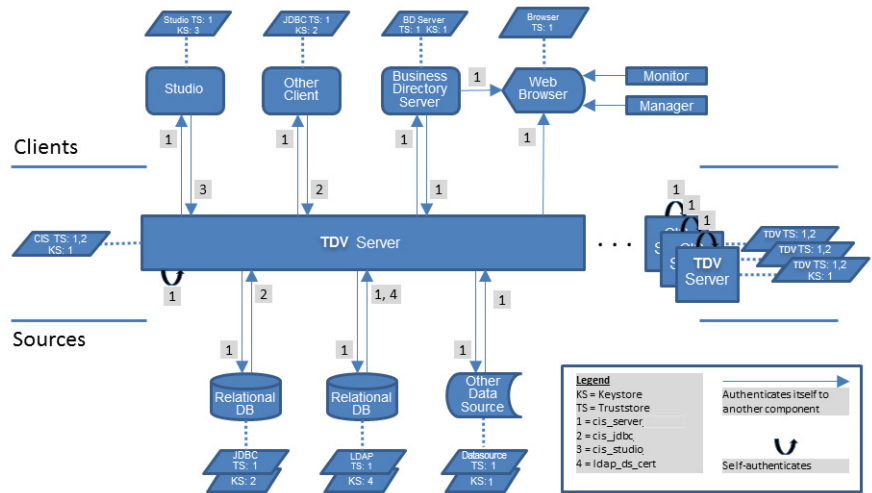 Studio TS: 1
KS: 3
JDBC TS: 1
KS: 2
BD Server
TS: 1 KS: 1
Browser
TS: 1
Studio
Other
Client
Business
Directory
Server
1
Web
Browser
Monitor
Manager
1
1
1
1
Clients
3
2
1
1
1
1
CIS TS: 1,2
KS: 1
TDV Server
. . .
TDV
Server
TDV TS: 1,2
TDV TS: 1,2
TDV TS: 1,2
KS: 1
1
2
1, 4
1
Sources
1
1
1
Relational
DB
Relational
DB
Other
Data
Source
JDBC
TS: 1
KS: 2
LDAP
TS: 1
KS: 4
Datasource
TS: 1
KS: 1
Legend
KS = Keystore
TS = Truststore
1 = cis_server
2 = cis_jdbc
3 = cis_studio
4 = ldap_ds_cert
Authenticates itself to
another component
Self-authenticates